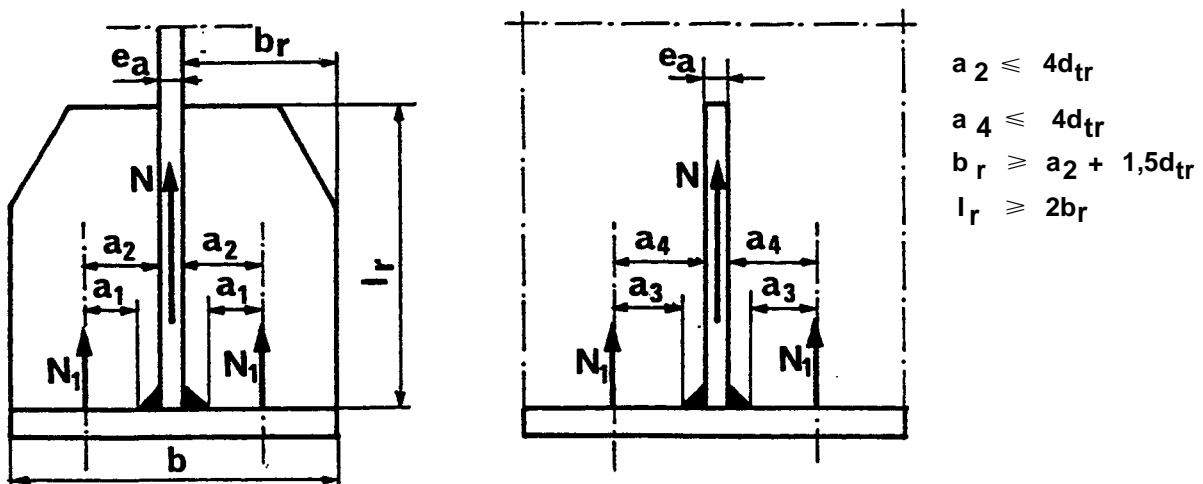 b_r
e_a
N
a_2 a_2
a_1 a_1
l_r
N_1 N_1
b
e_a
N
a_4 a_4
a_3 a_3
N_1 N_1
a_2 ≤ 4d_tr
a_4 ≤ 4d_tr
b_r ≥ a_2 + 1,5d_tr
l_r ≥ 2b_r